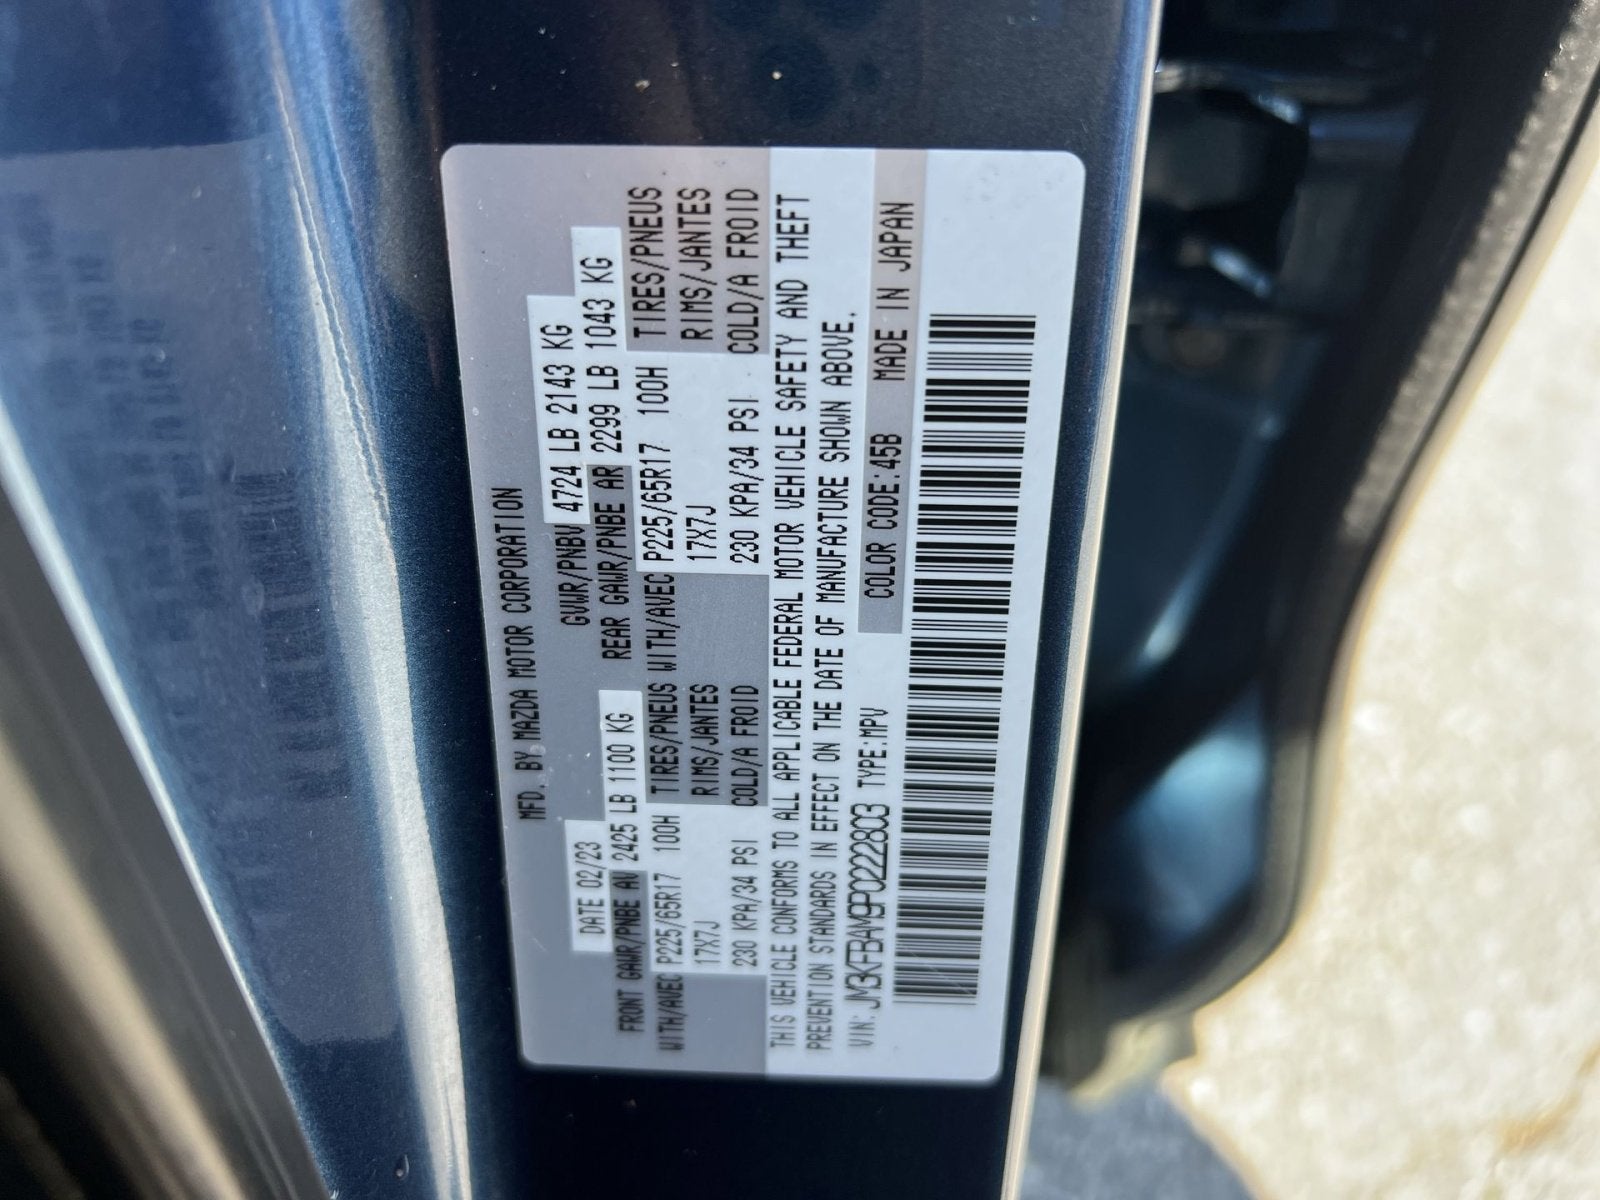 MFD. BY MAZDA MOTOR CORPORATION
DATE 02/23 GVWR/PNBV 4724 LB 2143 KG
FRONT GAWR/PNBE AV 2425 LB 1100 KG REAR GAWR/PNBE AR 2299 LB 1043 KG
WITH/AVEC P225/65R17 100H TIRES/PNEUS WITH/AVEC P225/65R17 100H TIRES/PNEUS
17X7J RIMS/JANTES 17X7J RIMS/JANTES
230 KPA/34 PSI COLD/A FROID 230 KPA/34 PSI COLD/A FROID
THIS VEHICLE CONFORMS TO ALL APPLICABLE FEDERAL MOTOR VEHICLE SAFETY AND THEFT
PREVENTION STANDARDS IN EFFECT ON THE DATE OF MANUFACTURE SHOWN ABOVE.
VIN: JM3KFBAM9P0222803 TYPE:MPV COLOR CODE:45B MADE IN JAPAN